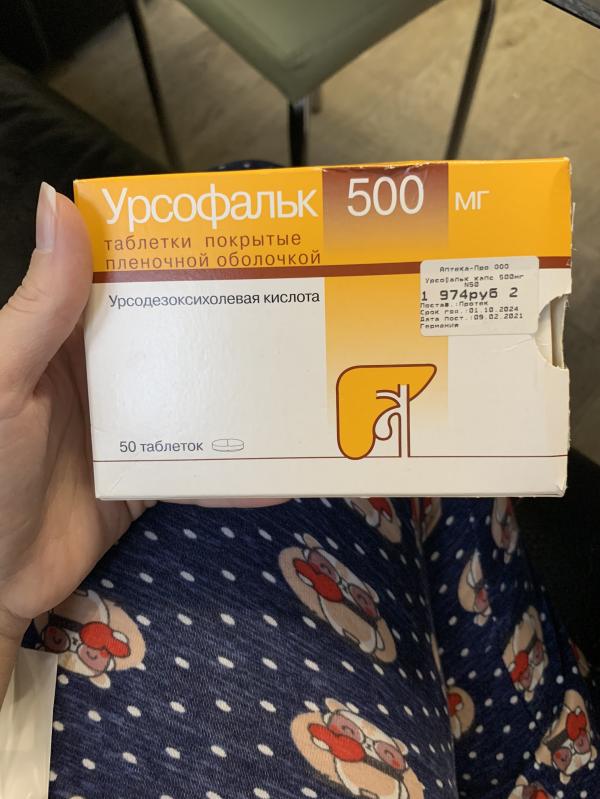 Урсофальк 500 мг
таблетки покрытые
пленочной оболочкой
Урсодезоксихолевая кислота
Аптека-Про ООО
Урсофальк капс 500мг
N50
1 974руб 2
Постав.:Протек
Срок год.:01.10.2024
Дата пост.:09.02.2021
Германия
50 таблеток